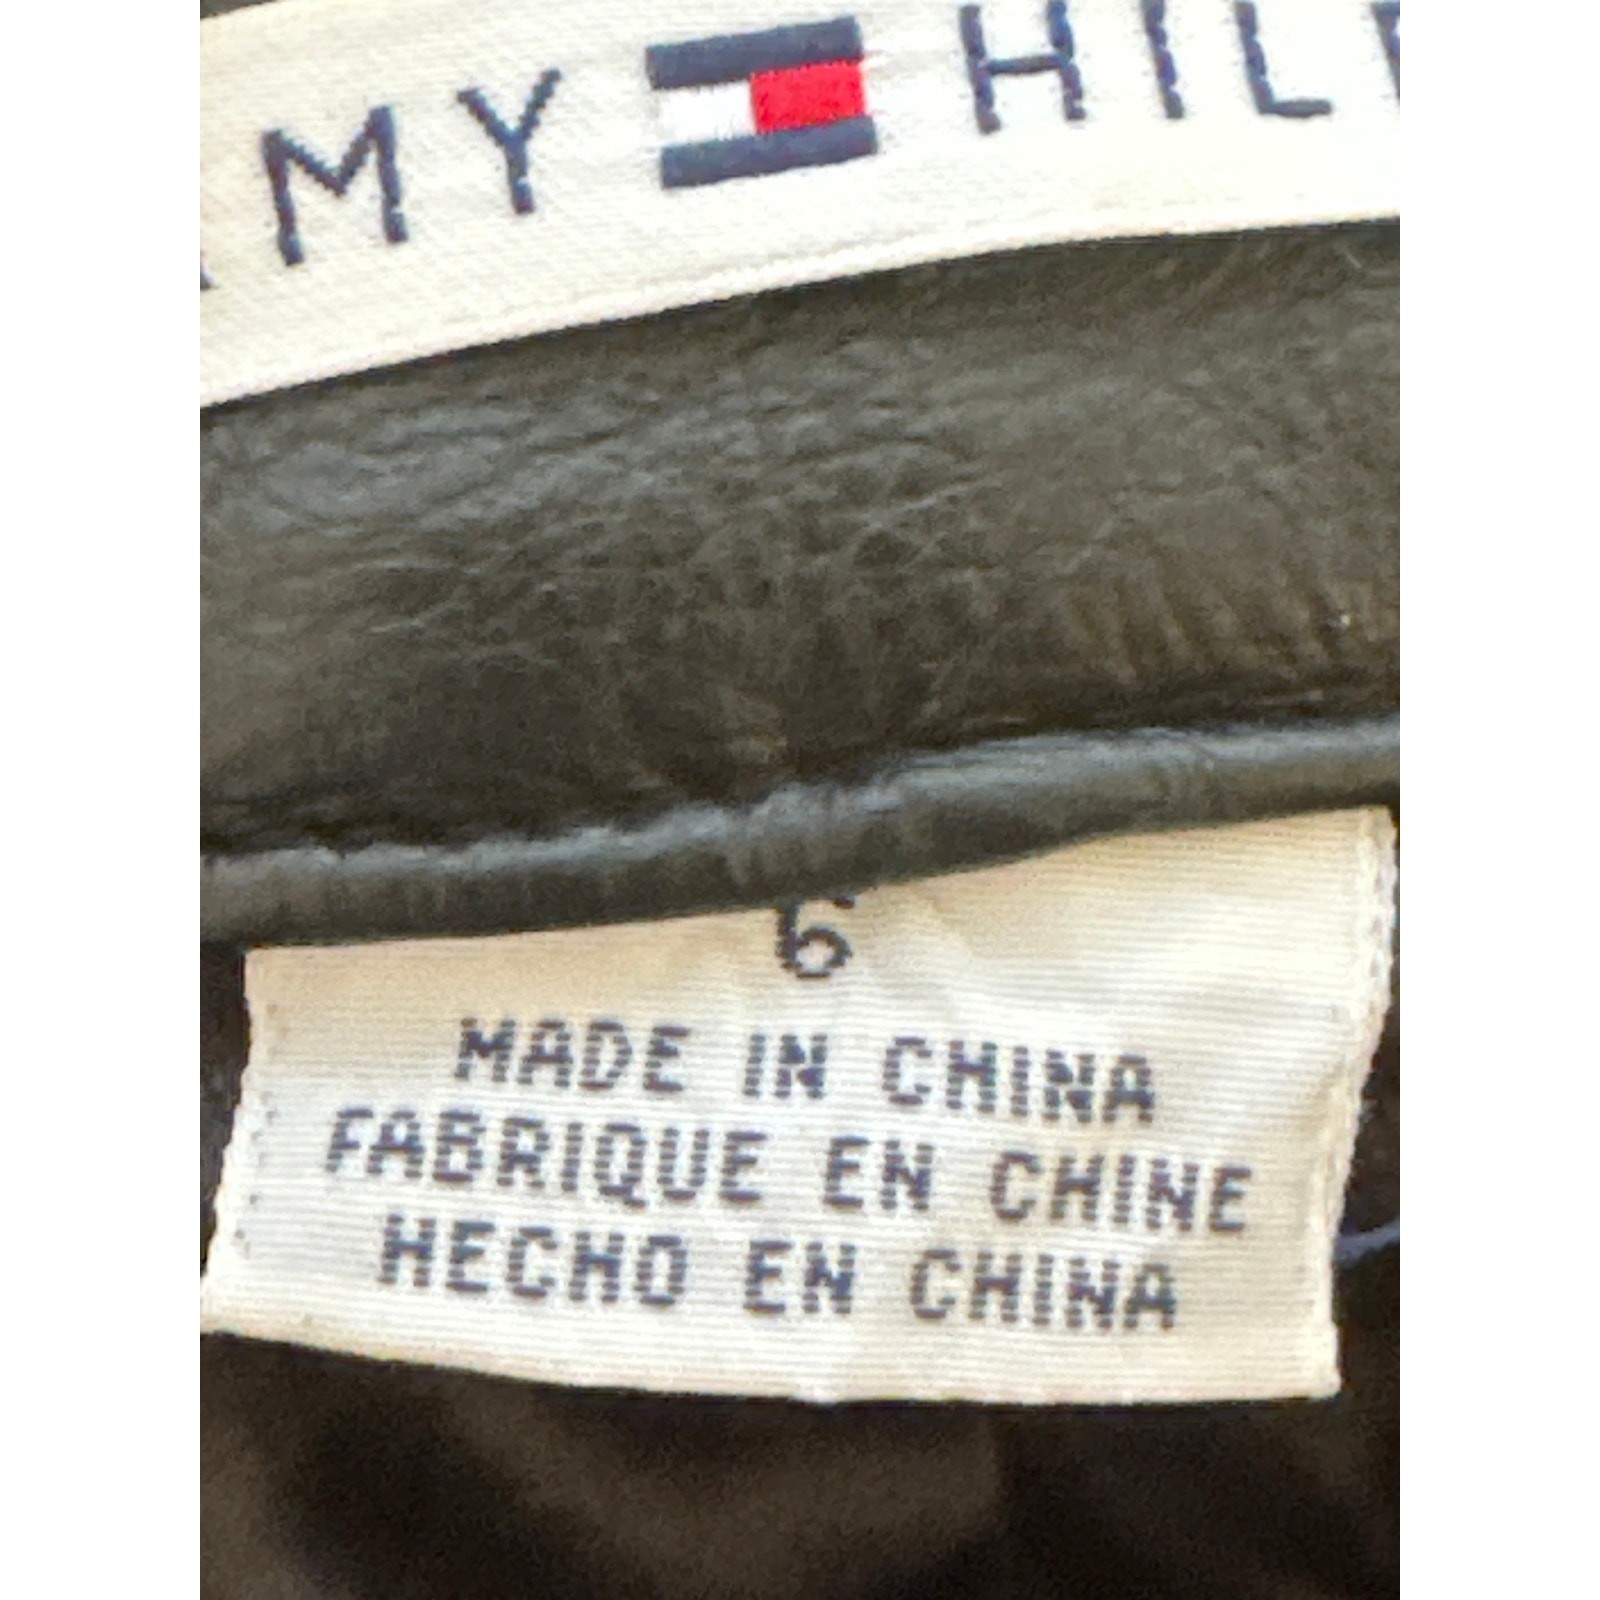 MY HIL
6
MADE IN CHINA
FABRIQUE EN CHINE
HECHO EN CHINA